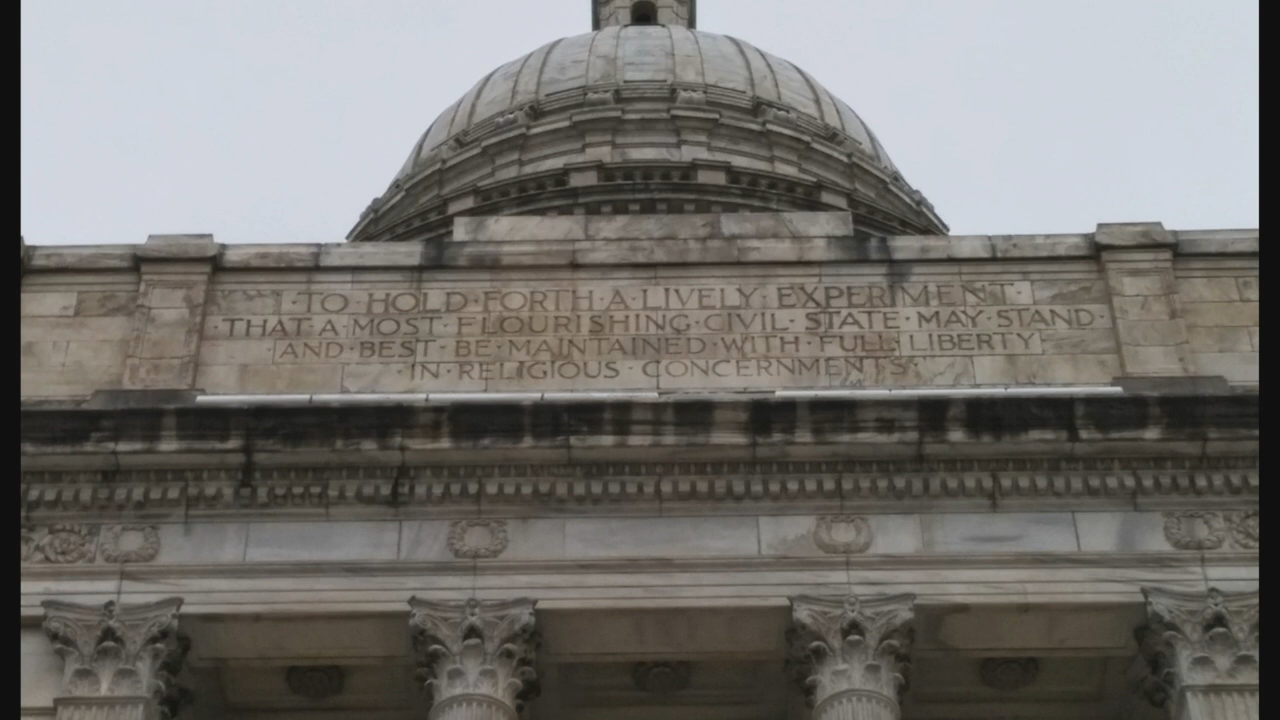 TO·HOLD·FORTH·A·LIVELY·EXPERIMENT·
·THAT·A·MOST·FLOURISHING·CIVIL·STATE·MAY·STAND·
·AND·BEST·BE·MAINTAINED·WITH·FULL·LIBERTY·
·IN·RELIGIOUS·CONCERNMENTS·